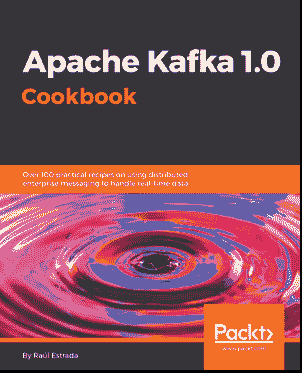 Apache Kafka 1.0
Cookbook
Over 100 practical recipes on using distributed
enterprise messaging to handle real-time data
By Raúl Estrada
Packt>